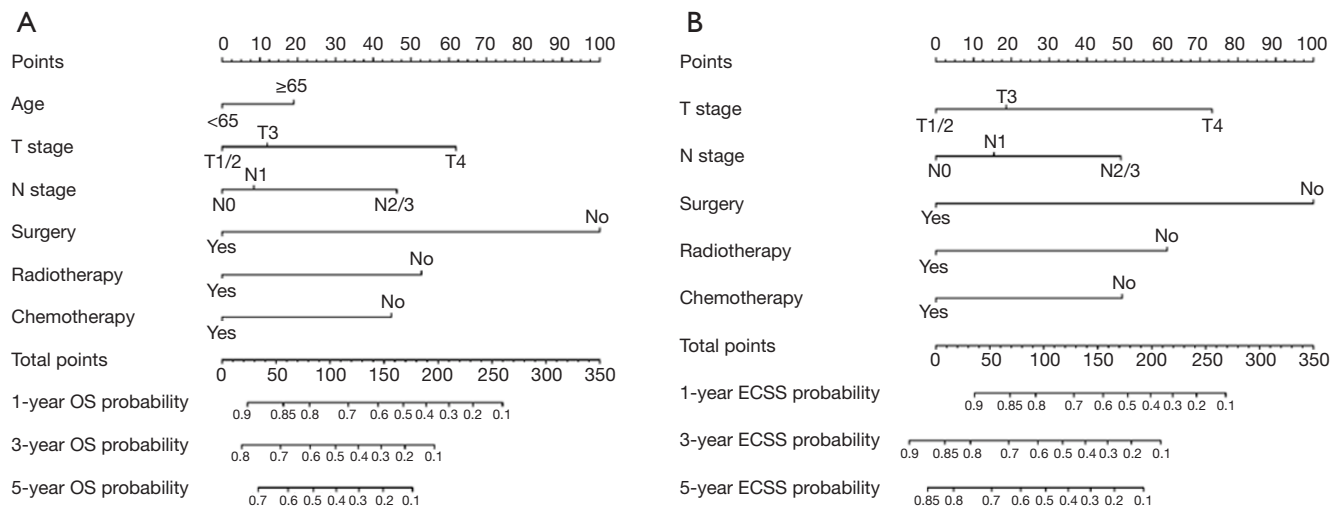 A
Points
0 10 20 30 40 50 60 70 80 90 100
≥65
Age
<65
T3
T stage
T1/2 T4
N1
N stage
N0 N2/3
No
Surgery
Yes
No
Radiotherapy
Yes
No
Chemotherapy
Yes
Total points
0 50 100 150 200 250 300 350
1-year OS probability
0.9 0.85 0.8 0.7 0.6 0.5 0.4 0.3 0.2 0.1
3-year OS probability
0.8 0.7 0.6 0.5 0.4 0.3 0.2 0.1
5-year OS probability
0.7 0.6 0.5 0.4 0.3 0.2 0.1
B
Points
0 10 20 30 40 50 60 70 80 90 100
T3
T stage
T1/2 T4
N1
N stage
N0 N2/3
No
Surgery
Yes
No
Radiotherapy
Yes
No
Chemotherapy
Yes
Total points
0 50 100 150 200 250 300 350
1-year ECSS probability
0.9 0.85 0.8 0.7 0.6 0.5 0.4 0.3 0.2 0.1
3-year ECSS probability
0.9 0.85 0.8 0.7 0.6 0.5 0.4 0.3 0.2 0.1
5-year ECSS probability
0.85 0.8 0.7 0.6 0.5 0.4 0.3 0.2 0.1